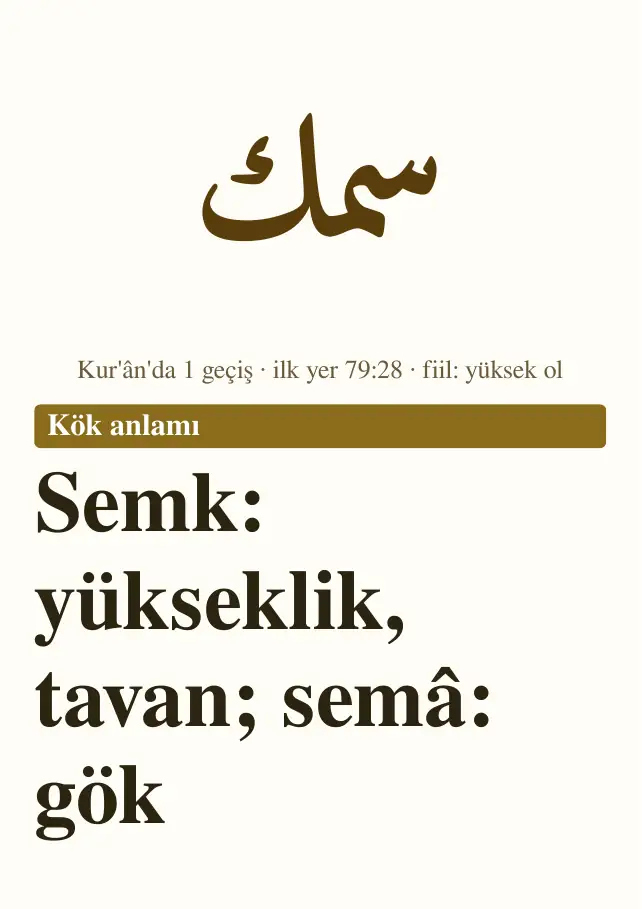 سمك
Kur'ân'da 1 geçiş · ilk yer 79:28 · fiil: yüksek ol
Kök anlamı
Semk:
yükseklik,
tavan; semâ:
gök